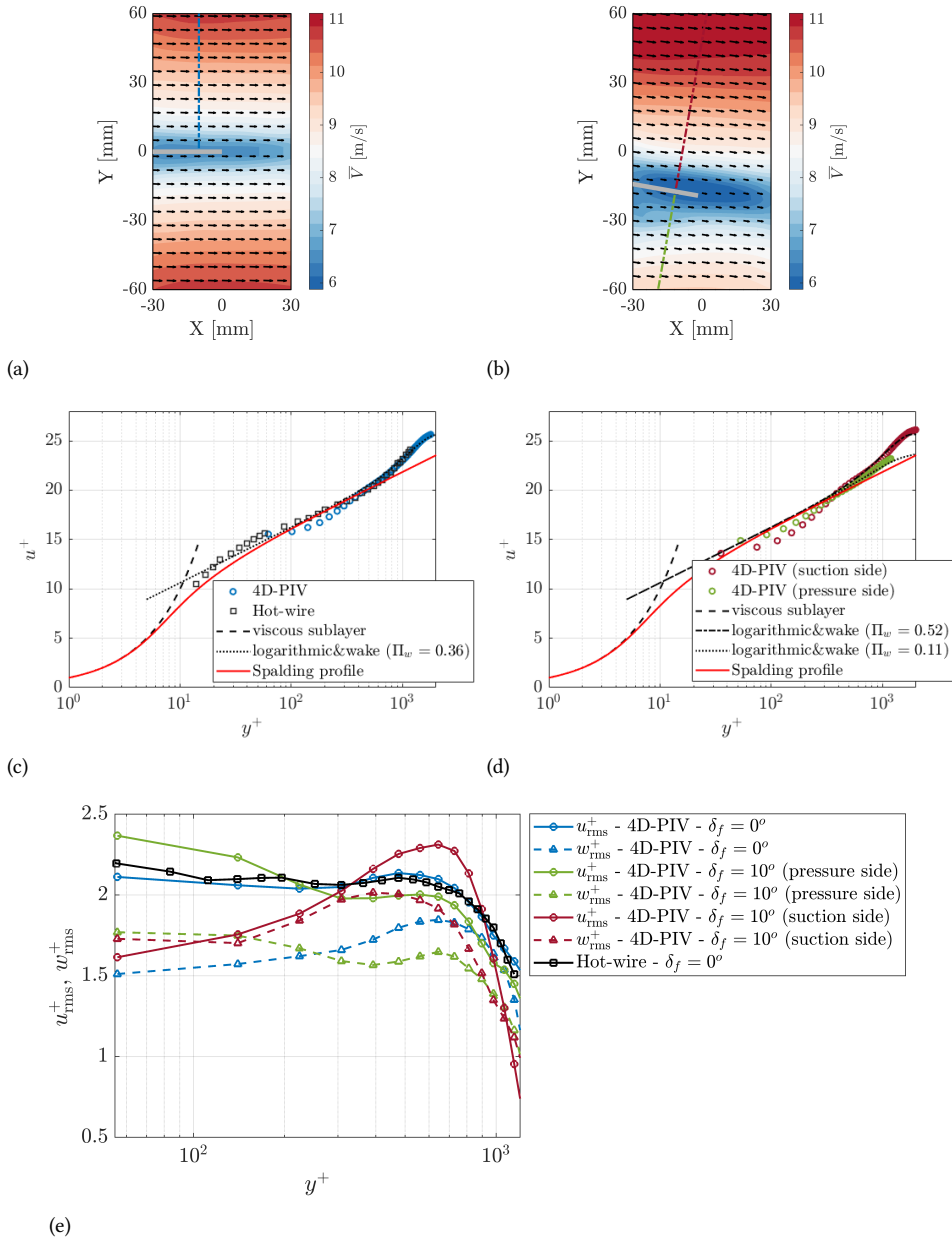 60
30
0
-30
-60
Y [mm]
-30
0
30
X [mm]
11
10
9
8
7
6
V̅ [m/s]
(a)
60
30
0
-30
-60
Y [mm]
-30
0
30
X [mm]
11
10
9
8
7
6
V̅ [m/s]
(b)
25
20
15
10
5
0
u⁺
10⁰
10¹
10²
10³
y⁺
4D-PIV
Hot-wire
viscous sublayer
logarithmic&wake (Π_w = 0.36)
Spalding profile
(c)
25
20
15
10
5
0
u⁺
10⁰
10¹
10²
10³
y⁺
4D-PIV (suction side)
4D-PIV (pressure side)
viscous sublayer
logarithmic&wake (Π_w = 0.52)
logarithmic&wake (Π_w = 0.11)
Spalding profile
(d)
2.5
2
1.5
1
0.5
u⁺_rms, w⁺_rms
10²
10³
y⁺
u⁺_rms - 4D-PIV - δ_f = 0°
w⁺_rms - 4D-PIV - δ_f = 0°
u⁺_rms - 4D-PIV - δ_f = 10° (pressure side)
w⁺_rms - 4D-PIV - δ_f = 10° (pressure side)
u⁺_rms - 4D-PIV - δ_f = 10° (suction side)
w⁺_rms - 4D-PIV - δ_f = 10° (suction side)
Hot-wire - δ_f = 0°
(e)